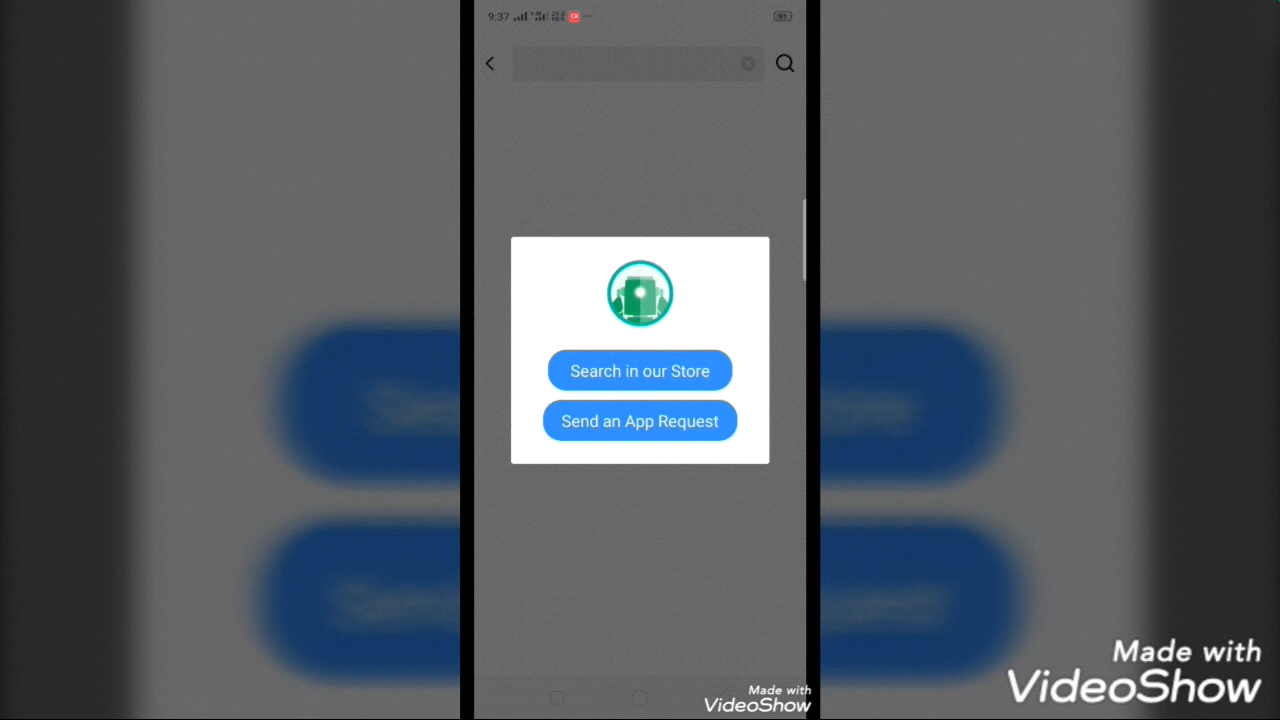 9:37
Search in our Store
Send an App Request
Made with
VideoShow
Made with
VideoShow